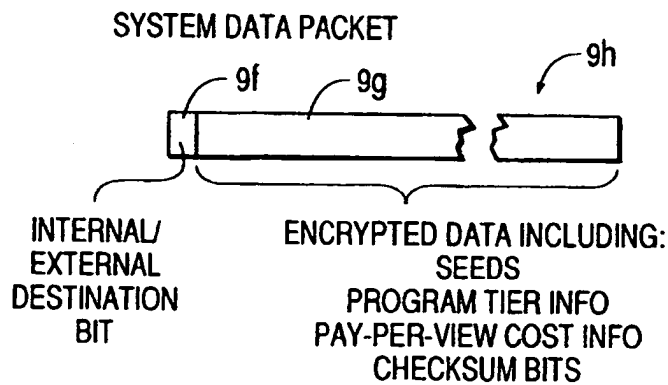 SYSTEM DATA PACKET
9f
9g
9h
INTERNAL/
EXTERNAL
DESTINATION
BIT
ENCRYPTED DATA INCLUDING:
SEEDS
PROGRAM TIER INFO
PAY-PER-VIEW COST INFO
CHECKSUM BITS